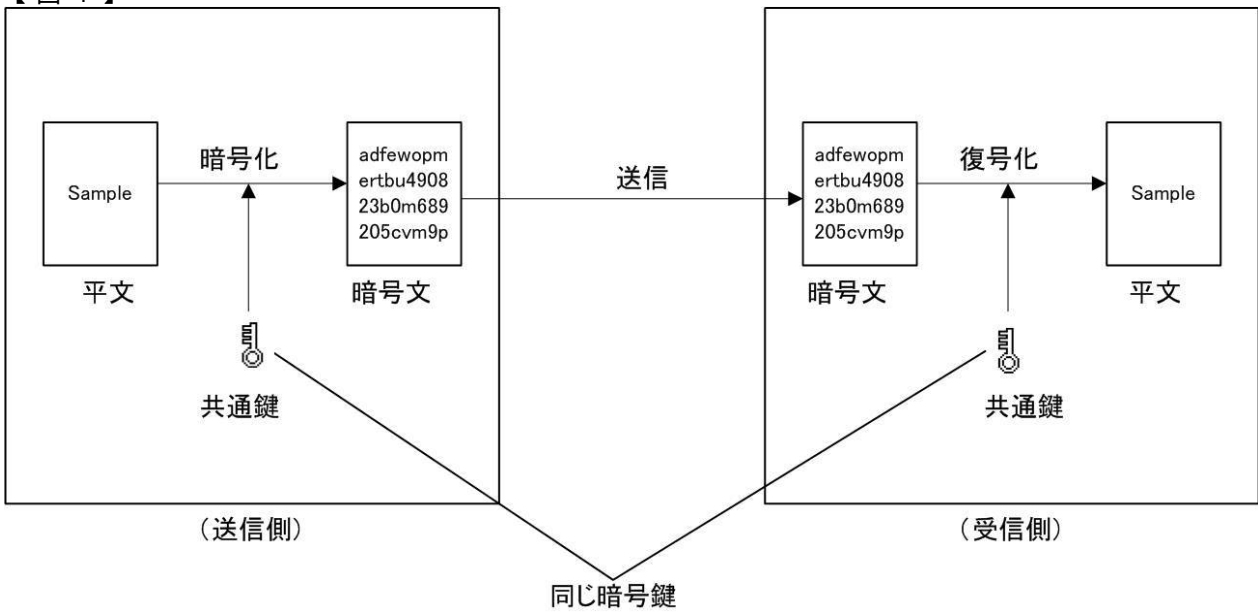 暗号化
Sample
adfewopm
ertbu4908
23b0m689
205cvm9p
平文
暗号文
共通鍵
(送信側)
送信
復号化
adfewopm
ertbu4908
23b0m689
205cvm9p
Sample
暗号文
平文
共通鍵
(受信側)
同じ暗号鍵